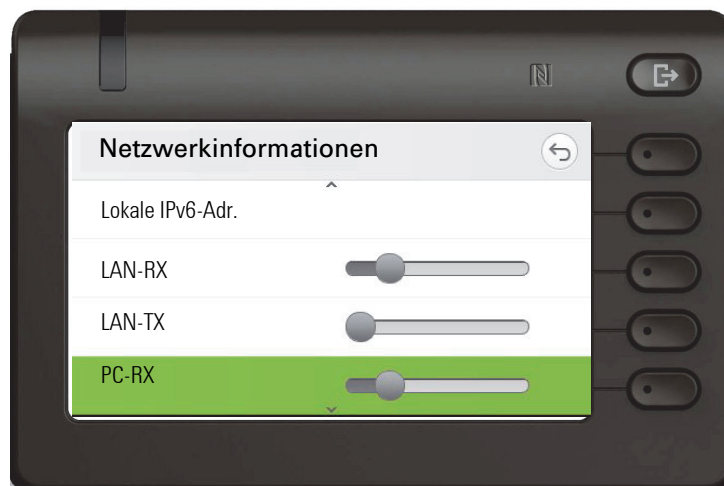 Netzwerkinformationen
Lokale IPv6-Adr.
LAN-RX
LAN-TX
PC-RX